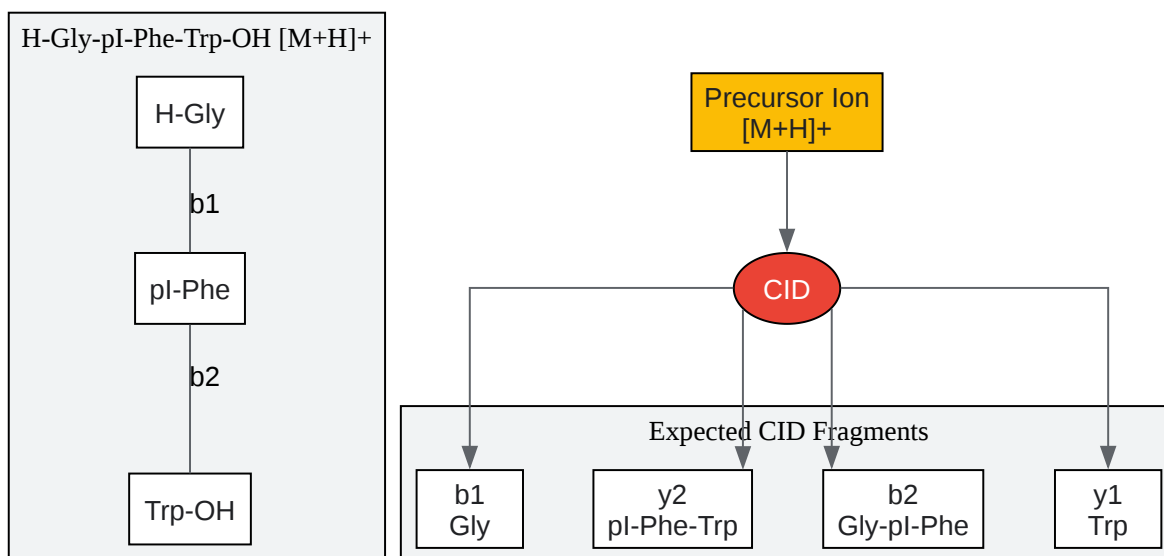 H-Gly-pI-Phe-Trp-OH [M+H]+
H-Gly
b1
pI-Phe
b2
Trp-OH
Precursor Ion
[M+H]+
CID
Expected CID Fragments
b1
Gly
y2
pI-Phe-Trp
b2
Gly-pI-Phe
y1
Trp